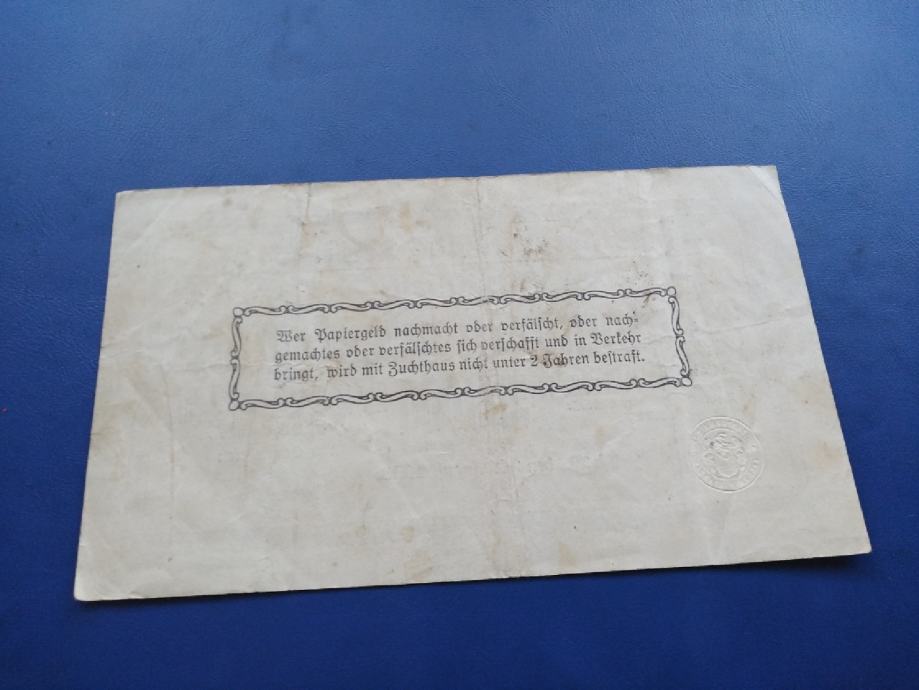 Wer Papiergeld nachmacht oder verfälscht, oder nach-
gemachtes oder verfälschtes sich verschafft und in Verkehr
bringt, wird mit Zuchthaus nicht unter 2 Jahren bestraft.